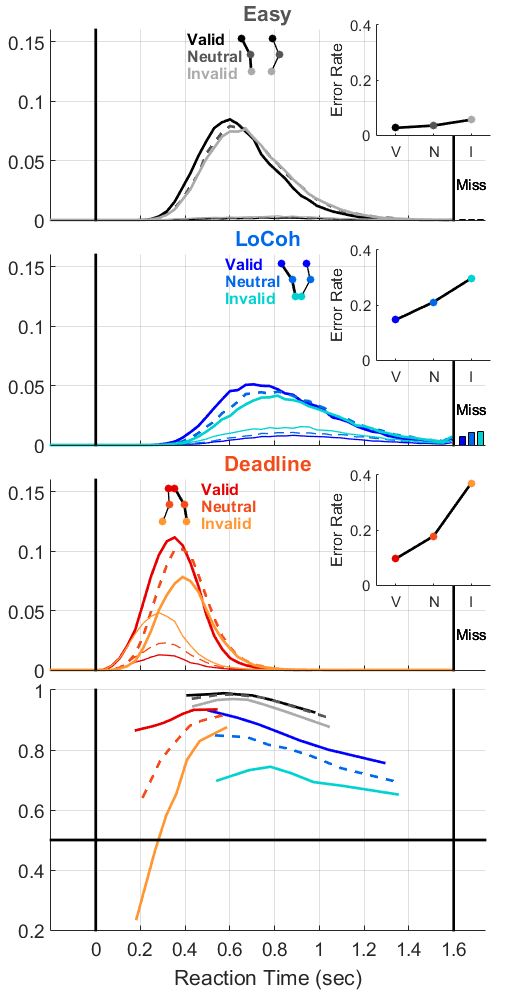 Easy
0.15
0.1
0.05
0
Valid
Neutral
Invalid
Error Rate
0.4
0.2
0
V N I
Miss
LoCoh
0.15
0.1
0.05
0
Valid
Neutral
Invalid
Error Rate
0.4
0.2
0
V N I
Miss
Deadline
0.15
0.1
0.05
0
Valid
Neutral
Invalid
Error Rate
0.4
0.2
0
V N I
Miss
1
0.8
0.6
0.4
0.2
0 0.2 0.4 0.6 0.8 1 1.2 1.4 1.6
Reaction Time (sec)